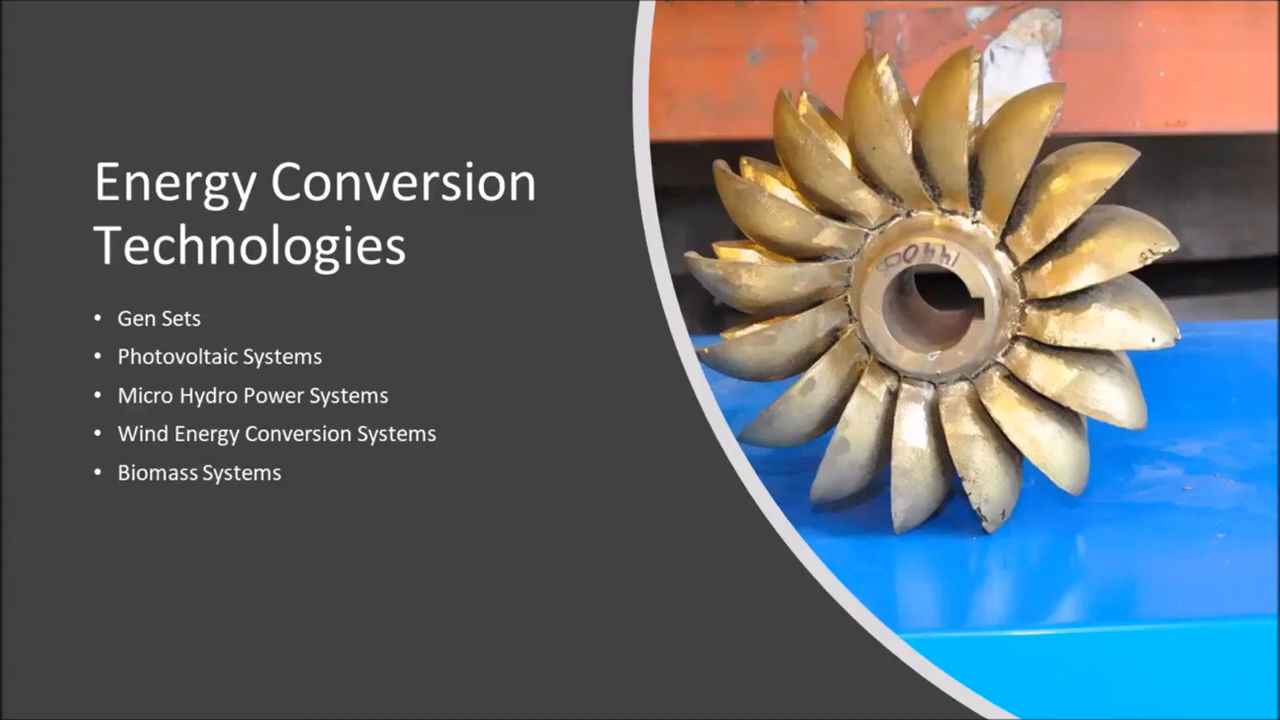 Energy Conversion
Technologies
• Gen Sets
• Photovoltaic Systems
• Micro Hydro Power Systems
• Wind Energy Conversion Systems
• Biomass Systems